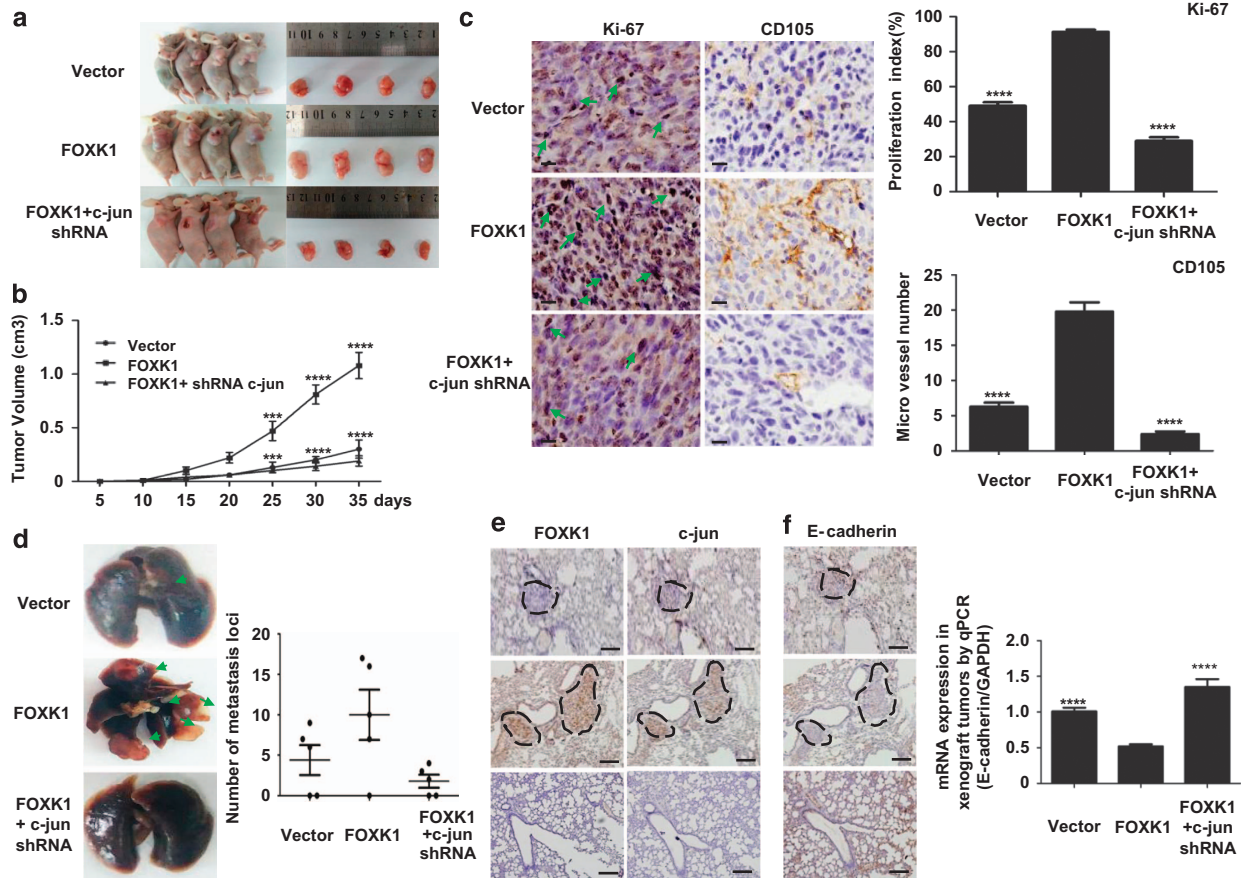 a
Vector
FOXK1
FOXK1+c-jun
shRNA
b
Tumor Volume (cm3)
1.5
1.0
0.5
0
Vector
FOXK1
FOXK1+ shRNA c-jun
***
****
****
***
****
****
5 10 15 20 25 30 35 days
c
Ki-67 CD105
Vector
FOXK1
FOXK1+
c-jun shRNA
Ki-67
Proliferation index(%)
100
80
60
40
20
0
****
****
Vector FOXK1 FOXK1+
c-jun shRNA
CD105
Micro vessel number
25
20
15
10
5
0
****
****
Vector FOXK1 FOXK1+
c-jun shRNA
d
Vector
FOXK1
FOXK1
+ c-jun
shRNA
Number of metastasis loci
20
15
10
5
0
Vector FOXK1 FOXK1
+c-jun
shRNA
e
FOXK1 c-jun
f
E-cadherin
mRNA expression in
xenograft tumors by qPCR
(E-cadherin/GAPDH)
2.0
1.5
1.0
0.5
0.0
****
****
Vector FOXK1 FOXK1
+c-jun
shRNA